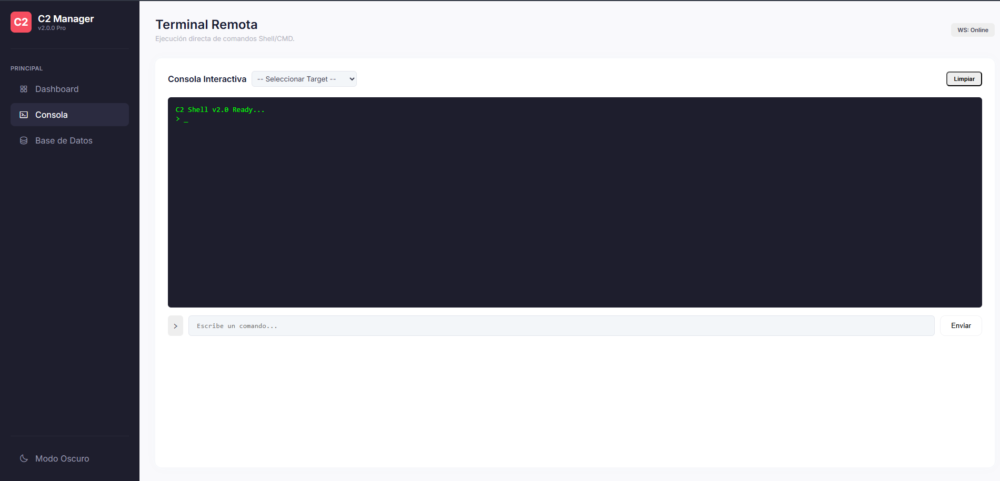 C2
C2 Manager
v2.0.0 Pro
PRINCIPAL
Dashboard
Consola
Base de Datos
Modo Oscuro
Terminal Remota
Ejecución directa de comandos Shell/CMD.
WS: Online
Consola Interactiva
-- Seleccionar Target --
Limpiar
C2 Shell v2.0 Ready...
> _
>
Escribe un comando...
Enviar